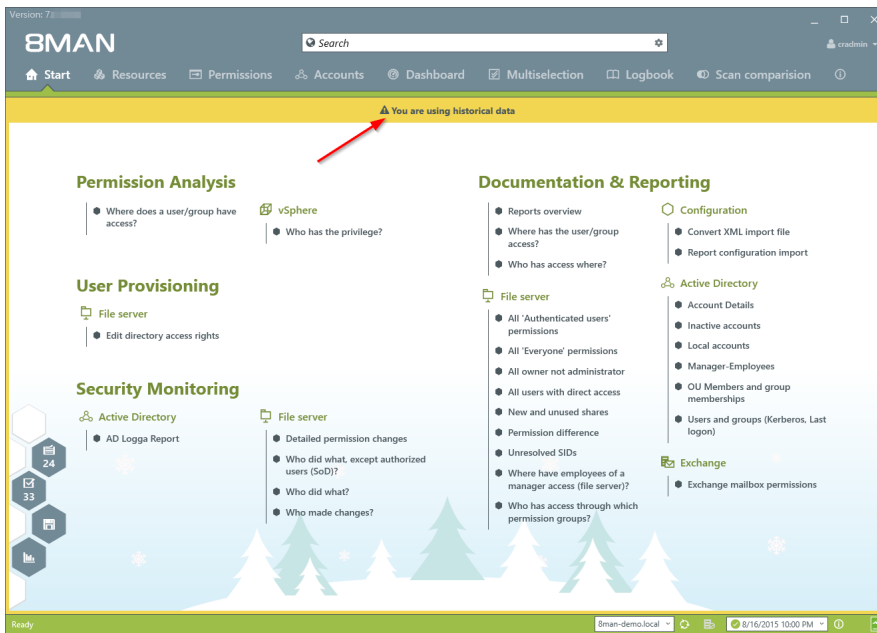 Version: 7
8MAN
Search
cradmin
Start
Resources
Permissions
Accounts
Dashboard
Multiselection
Logbook
Scan comparision
You are using historical data
Permission Analysis
Where does a user/group have
access?
vSphere
Who has the privilege?
User Provisioning
File server
Edit directory access rights
Security Monitoring
Active Directory
AD Logga Report
File server
Detailed permission changes
Who did what, except authorized
users (SoD)?
Who did what?
Who made changes?
Documentation & Reporting
Reports overview
Where has the user/group
access?
Who has access where?
File server
All 'Authenticated users'
permissions
All 'Everyone' permissions
All owner not administrator
All users with direct access
New and unused shares
Permission difference
Unresolved SIDs
Where have employees of a
manager access (file server)?
Who has access through which
permission groups?
Configuration
Convert XML import file
Report configuration import
Active Directory
Account Details
Inactive accounts
Local accounts
Manager-Employees
OU Members and group
memberships
Users and groups (Kerberos, Last
logon)
Exchange
Exchange mailbox permissions
24
33
Ready
8man-demo.local
8/16/2015 10:00 PM